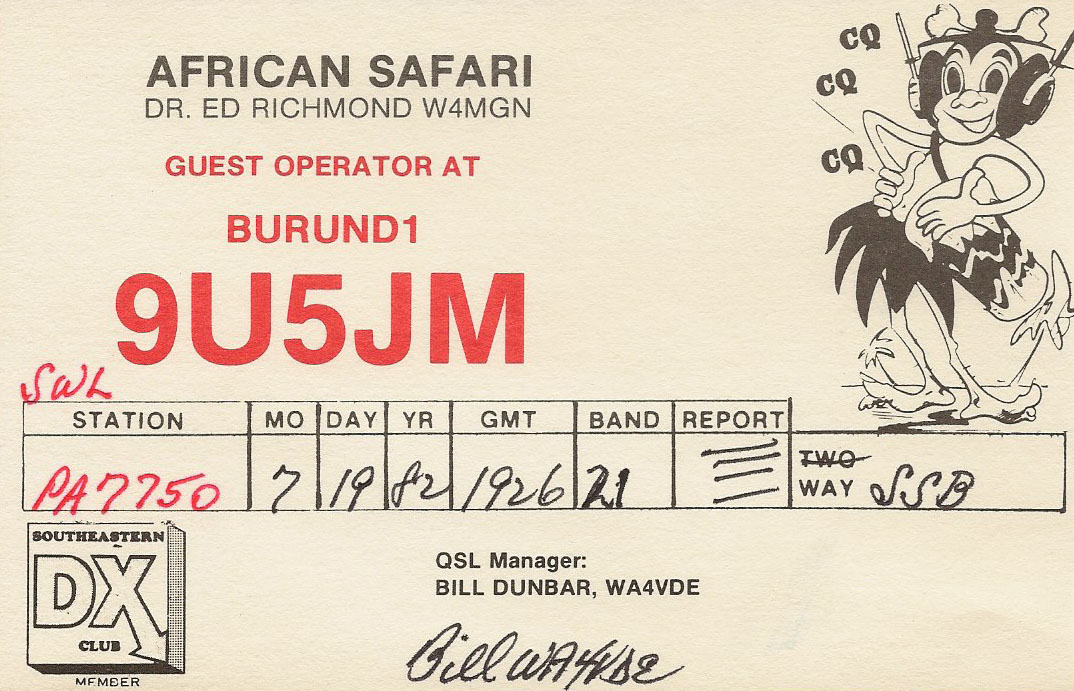 AFRICAN SAFARI
DR. ED RICHMOND W4MGN
GUEST OPERATOR AT
BURUND1
9U5JM
CQ
CQ
CQ
SWL
STATION MO DAY YR GMT BAND REPORT
PA7750 7 19 82 1926 21 TWO WAY SSB
SOUTHEASTERN
DX
CLUB
MEMBER
QSL Manager:
BILL DUNBAR, WA4VDE
Bill WA4VDE